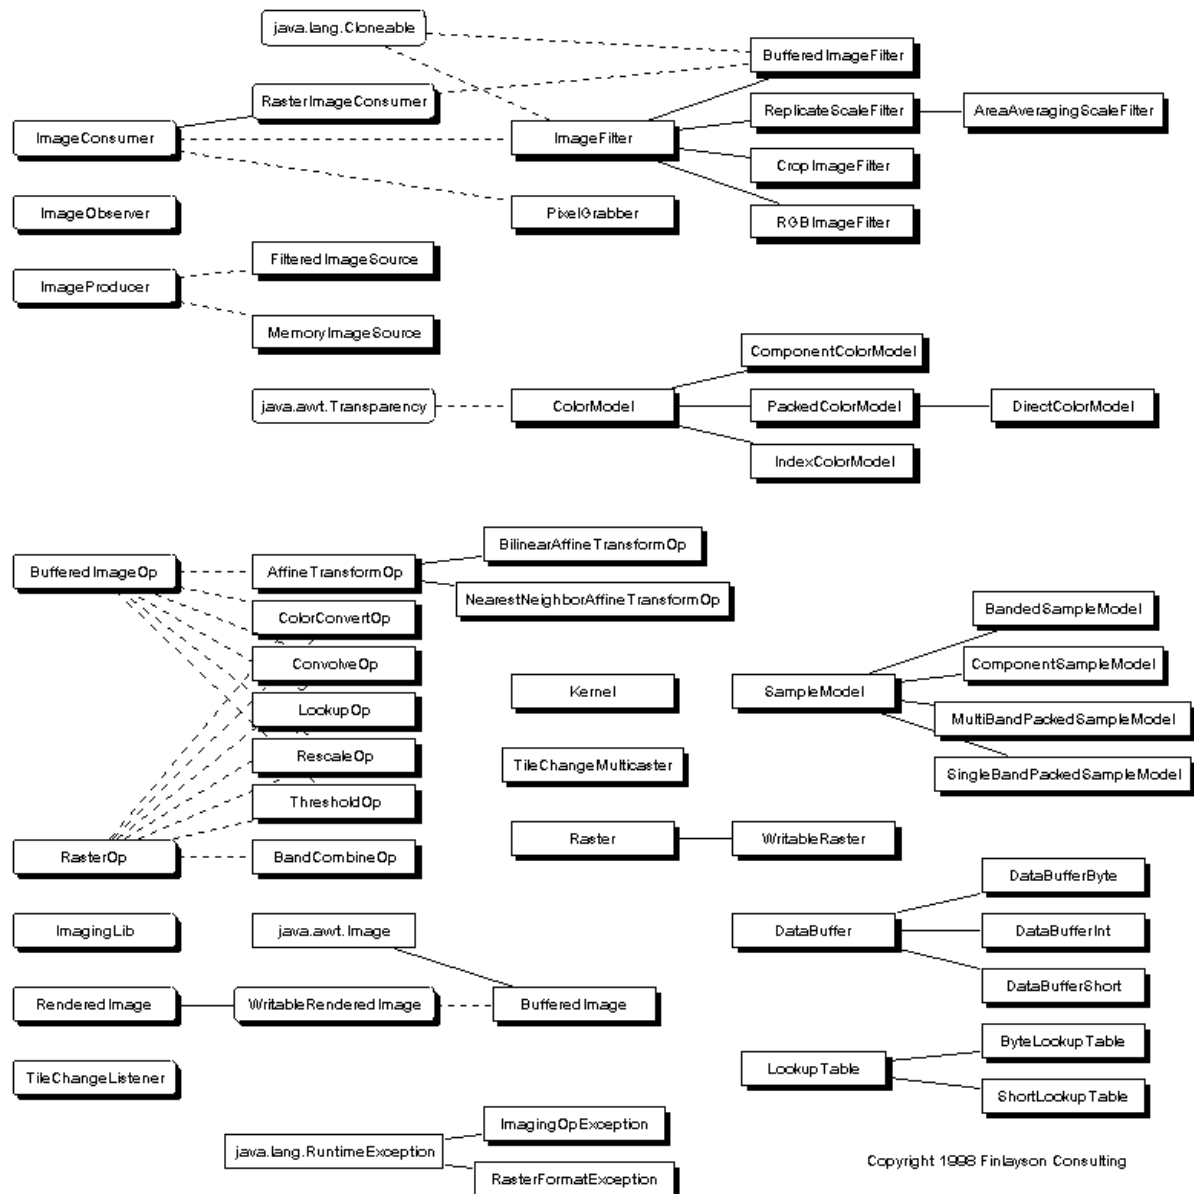 java.lang.Cloneable
BufferedImageFilter
RasterImageConsumer
ReplicateScaleFilter
AreaAveragingScaleFilter
ImageConsumer
ImageFilter
CropImageFilter
ImageObserver
PixelGrabber
RGBImageFilter
FilteredImageSource
ImageProducer
MemoryImageSource
ComponentColorModel
java.awt.Transparency
ColorModel
PackedColorModel
DirectColorModel
IndexColorModel
BilinearAffineTransformOp
BufferedImageOp
AffineTransformOp
NearestNeighborAffineTransformOp
ColorConvertOp
BandedSampleModel
ConvolveOp
ComponentSampleModel
Kernel
SampleModel
LookupOp
MultiBandPackedSampleModel
RescaleOp
TileChangeMulticaster
SingleBandPackedSampleModel
ThresholdOp
Raster
WritableRaster
RasterOp
BandCombineOp
DataBufferByte
ImagingLib
java.awt.Image
DataBuffer
DataBufferInt
DataBufferShort
RenderedImage
WritableRenderedImage
BufferedImage
ByteLookupTable
LookupTable
TileChangeListener
ShortLookupTable
ImagingOpException
java.lang.RuntimeException
Copyright 1998 Finlayson Consulting
RasterFormatException